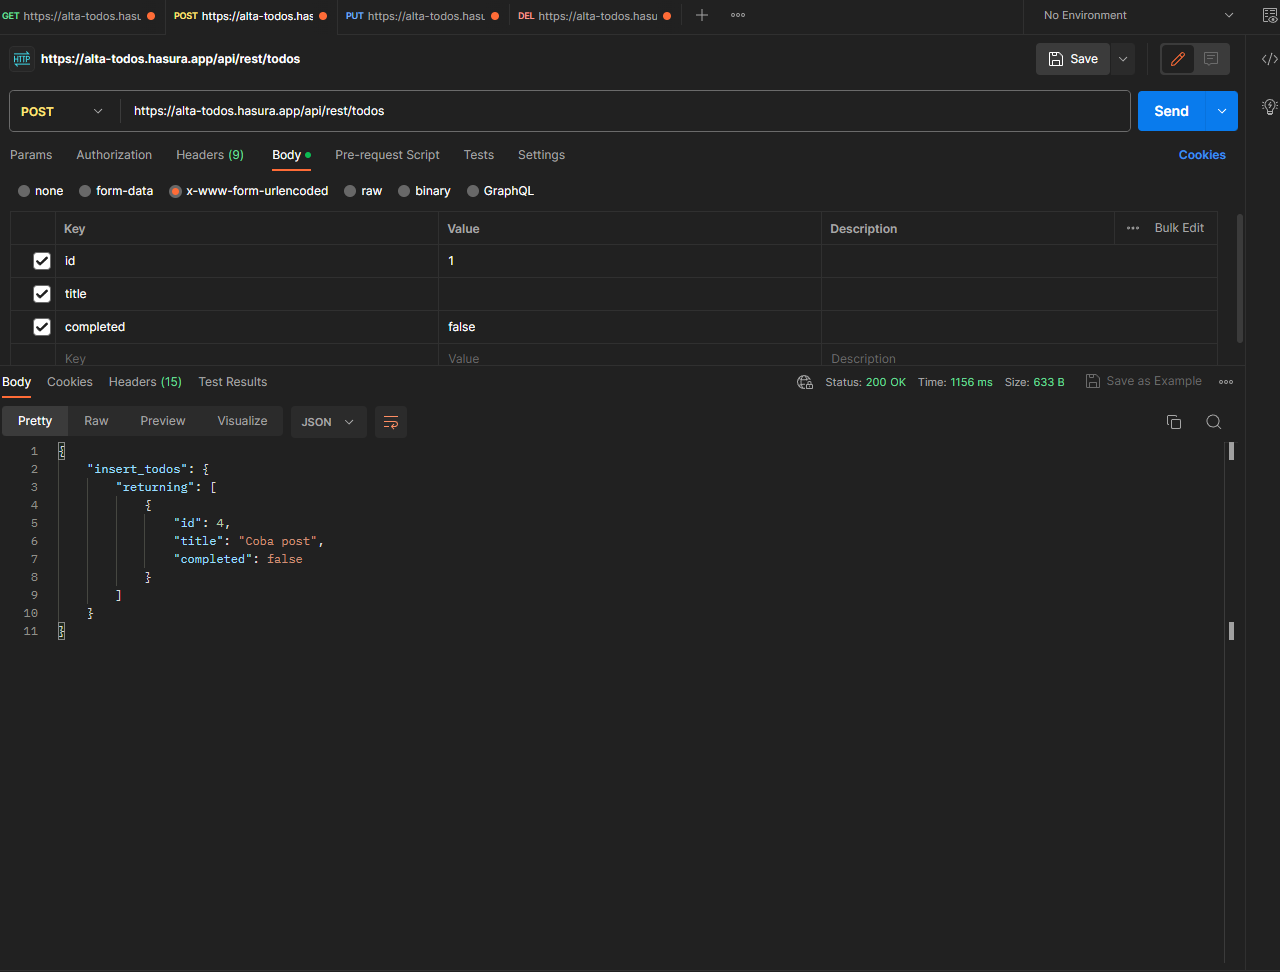 GET https://alta-todos.hasu POST https://alta-todos.has PUT https://alta-todos.hasu DEL https://alta-todos.hasu No Environment
HTTP https://alta-todos.hasura.app/api/rest/todos Save
POST https://alta-todos.hasura.app/api/rest/todos Send
Params Authorization Headers (9) Body Pre-request Script Tests Settings Cookies
none form-data x-www-form-urlencoded raw binary GraphQL
Key Value Description Bulk Edit
id 1
title
completed false
Key Value Description
Body Cookies Headers (15) Test Results Status: 200 OK Time: 1156 ms Size: 633 B Save as Example
Pretty Raw Preview Visualize JSON
1 {
2 "insert_todos": {
3 "returning": [
4 {
5 "id": 4,
6 "title": "Coba post",
7 "completed": false
8 }
9 ]
10 }
11 }